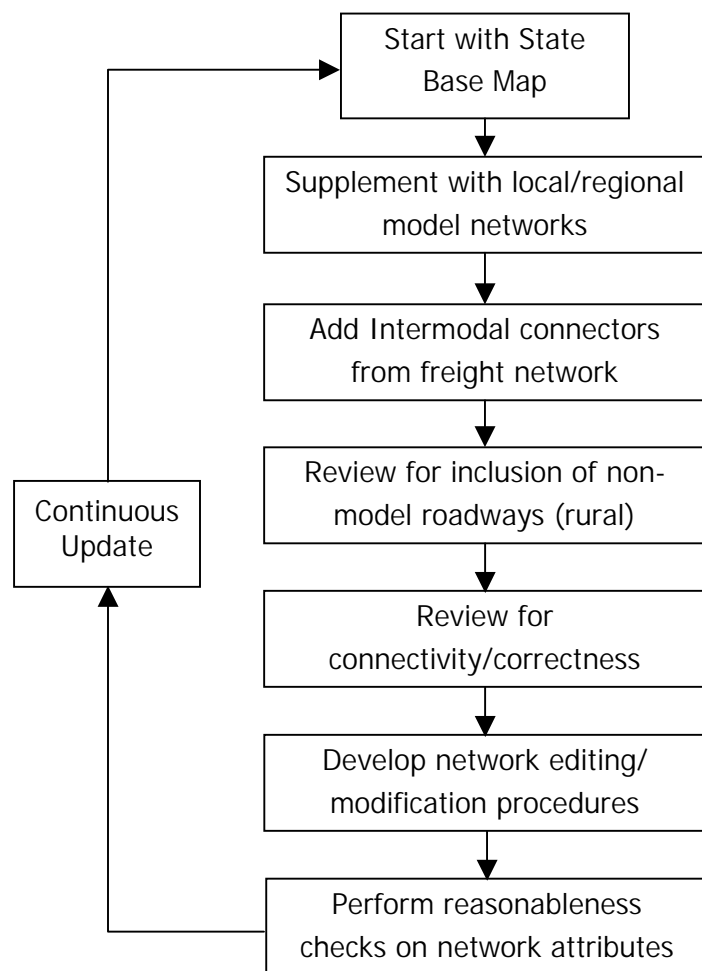 Start with State
Base Map
Supplement with local/regional
model networks
Add Intermodal connectors
from freight network
Review for inclusion of non-
model roadways (rural)
Continuous
Update
Review for
connectivity/correctness
Develop network editing/
modification procedures
Perform reasonableness
checks on network attributes